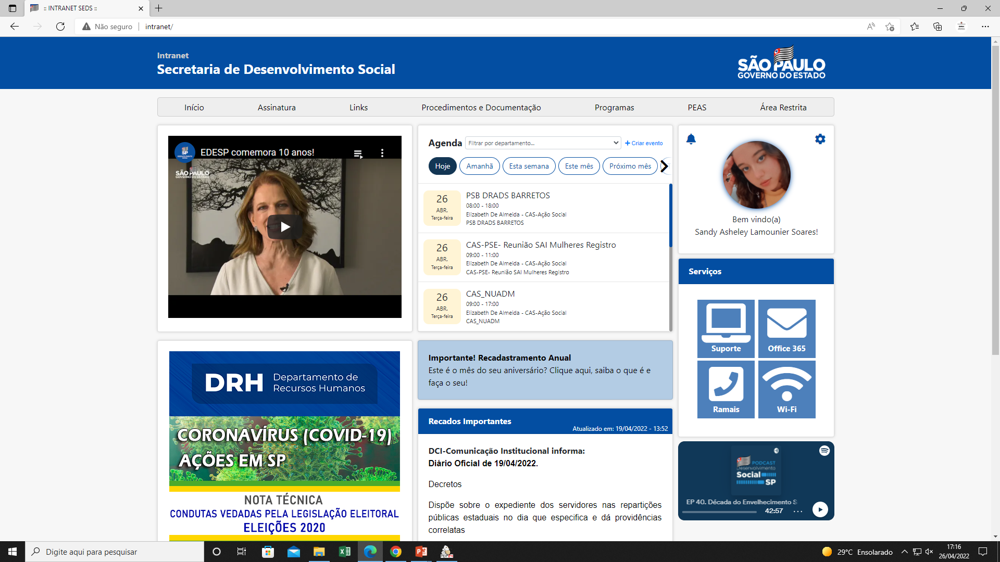 :: INTRANET SEDS ::
Não seguro
intranet/
Intranet
Secretaria de Desenvolvimento Social
SÃO PAULO
GOVERNO DO ESTADO
Início
Assinatura
Links
Procedimentos e Documentação
Programas
PEAS
Área Restrita
SP
EDESP comemora 10 anos!
SÃO PAULO
GOVERNO DO ESTADO
Agenda
Filtrar por departamento...
+ Criar evento
Hoje
Amanhã
Esta semana
Este mês
Próximo mês
26
ABR.
Terça-feira
PSB DRADS BARRETOS
08:00 - 18:00
Elizabeth De Almeida - CAS-Ação Social
PSB DRADS BARRETOS
26
ABR.
Terça-feira
CAS-PSE- Reunião SAI Mulheres Registro
09:00 - 11:00
Elizabeth De Almeida - CAS-Ação Social
CAS-PSE- Reunião SAI Mulheres Registro
26
ABR.
Terça-feira
CAS_NUADM
09:00 - 17:00
Elizabeth De Almeida - CAS-Ação Social
CAS_NUADM
Bem vindo(a)
Sandy Asheley Lamounier Soares!
Serviços
Suporte
Office 365
Ramais
Wi-Fi
DRH
Departamento de
Recursos Humanos
CORONAVÍRUS (COVID-19)
AÇÕES EM SP
NOTA TÉCNICA
CONDUTAS VEDADAS PELA LEGISLAÇÃO ELEITORAL
ELEIÇÕES 2020
Importante! Recadastramento Anual
Este é o mês do seu aniversário? Clique aqui, saiba o que é e
faça o seu!
Recados Importantes
Atualizado em: 19/04/2022 - 13:52
DCI-Comunicação Institucional informa:
Diário Oficial de 19/04/2022.
Decretos
Dispõe sobre o expediente dos servidores nas repartições
públicas estaduais no dia que especifica e dá providências
correlatas
PODCAST
Desenvolvimento
Social
SP
EP 40. Década do Envelhecimento S
42:57
Digite aqui para pesquisar
29°C Ensolarado
17:16
26/04/2022